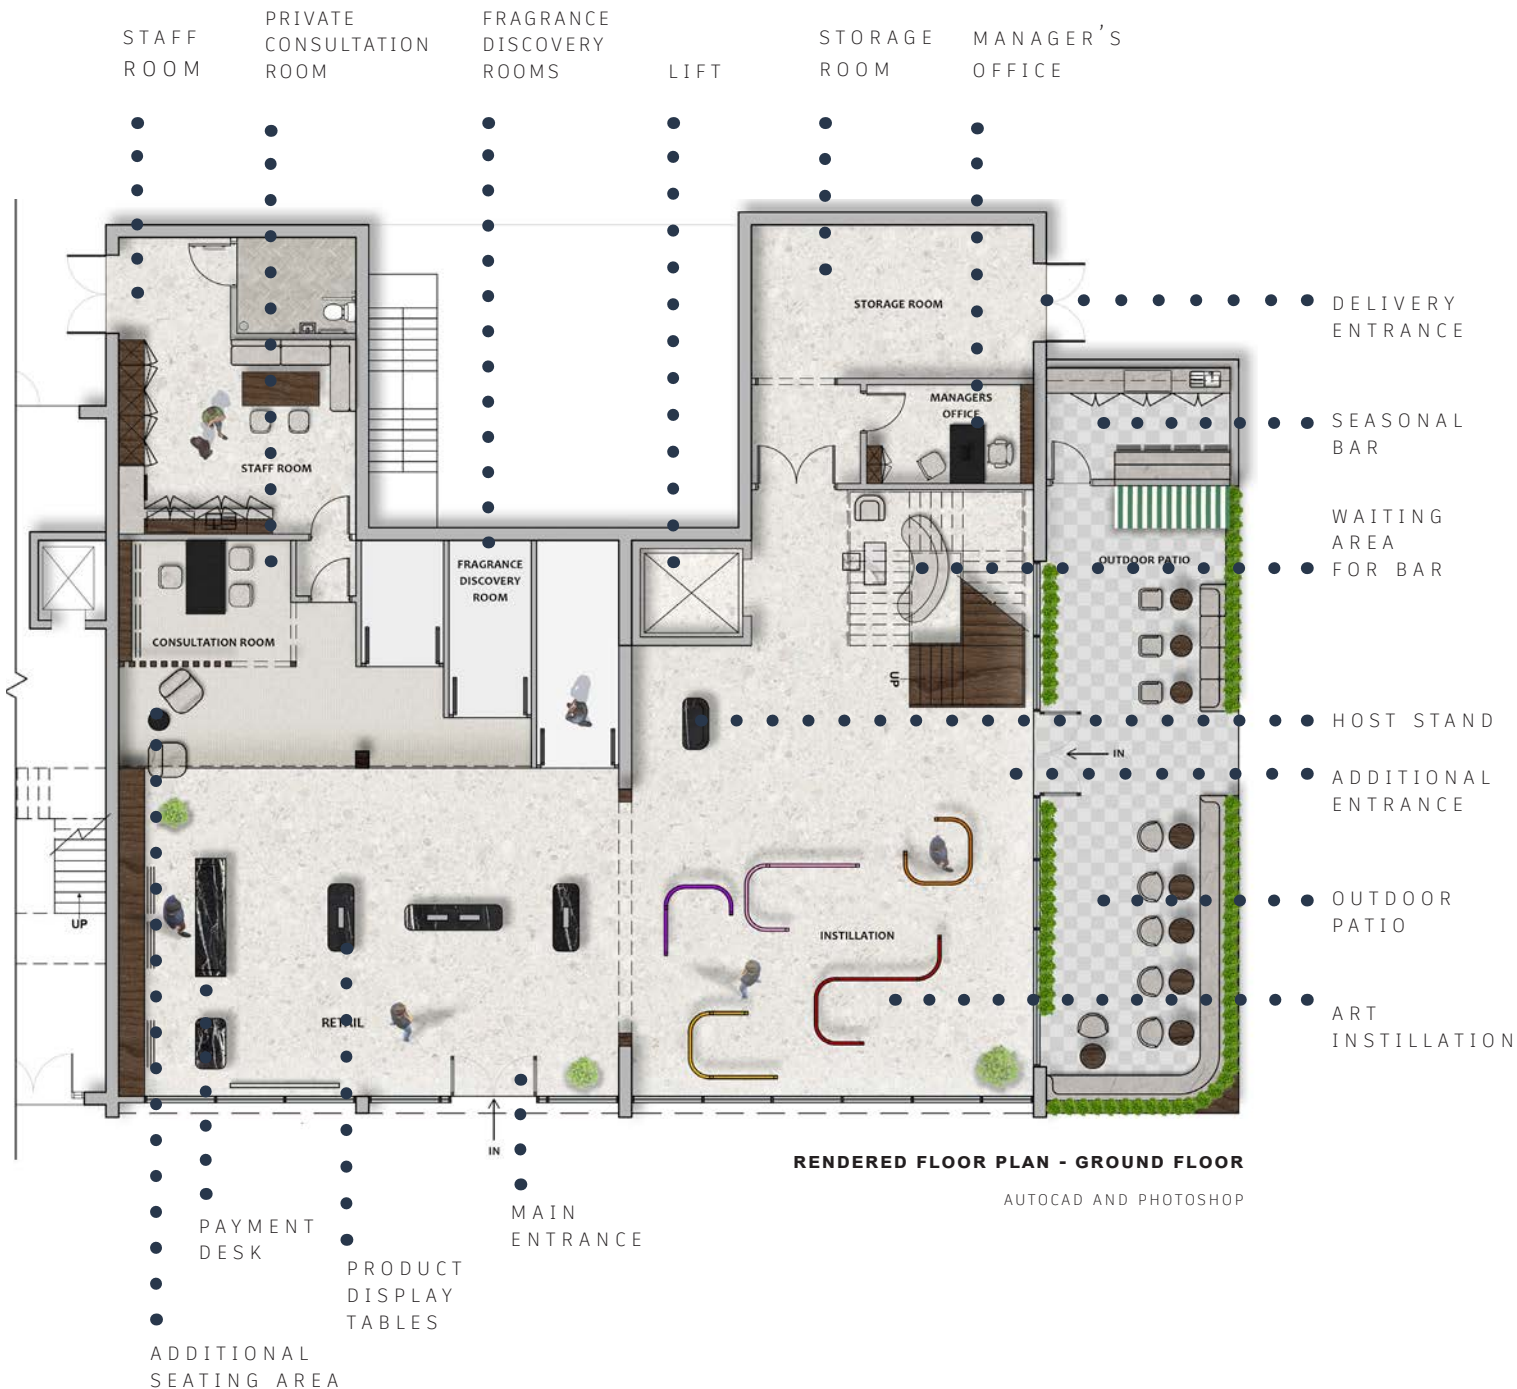 STAFF
ROOM
PRIVATE
CONSULTATION
ROOM
FRAGRANCE
DISCOVERY
ROOMS
LIFT
STORAGE
ROOM
MANAGER'S
OFFICE
STORAGE ROOM
DELIVERY
ENTRANCE
MANAGERS
OFFICE
SEASONAL
BAR
STAFF ROOM
WAITING
AREA
FOR BAR
OUTDOOR PATIO
FRAGRANCE
DISCOVERY
ROOM
CONSULTATION ROOM
UP
HOST STAND
IN
ADDITIONAL
ENTRANCE
UP
OUTDOOR
PATIO
INSTILLATION
RETAIL
ART
INSTILLATION
IN
RENDERED FLOOR PLAN - GROUND FLOOR
AUTOCAD AND PHOTOSHOP
PAYMENT
DESK
MAIN
ENTRANCE
PRODUCT
DISPLAY
TABLES
ADDITIONAL
SEATING AREA